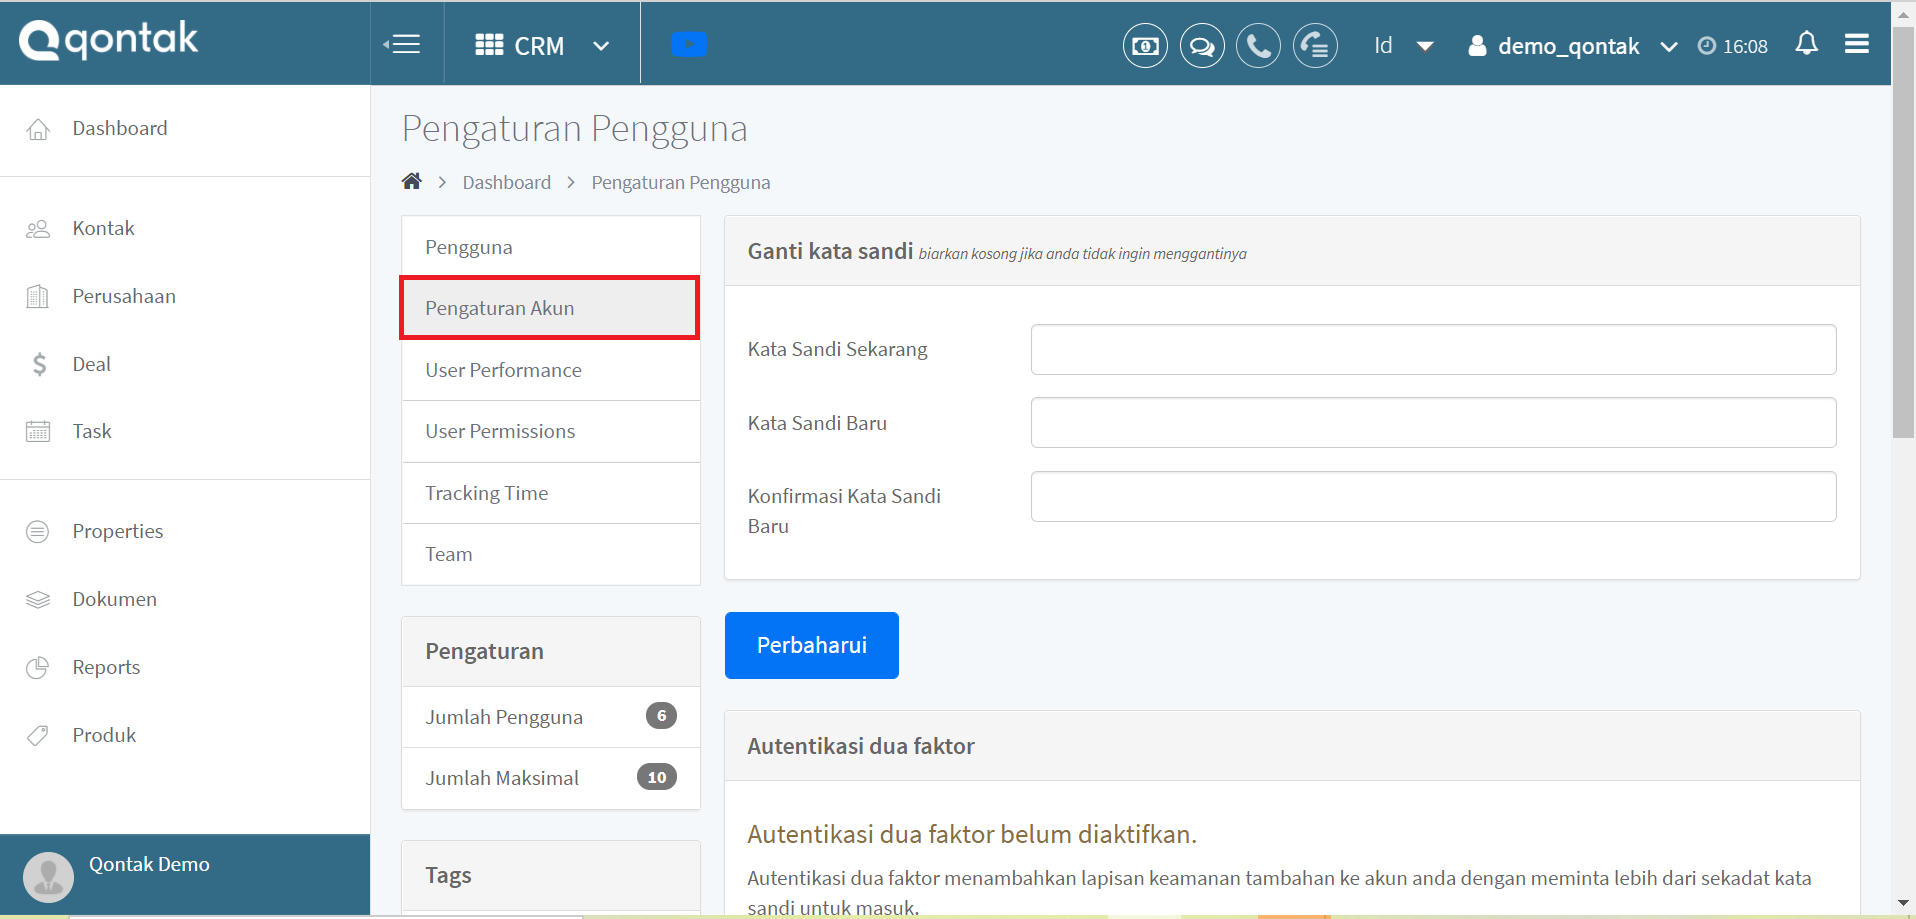 qontak
CRM
Id
demo_qontak
16:08
Dashboard
Kontak
Perusahaan
Deal
Task
Properties
Dokumen
Reports
Produk
Qontak Demo
Pengaturan Pengguna
Dashboard
Pengaturan Pengguna
Pengguna
Pengaturan Akun
User Performance
User Permissions
Tracking Time
Team
Pengaturan
Jumlah Pengguna 6
Jumlah Maksimal 10
Tags
Ganti kata sandi biarkan kosong jika anda tidak ingin menggantinya
Kata Sandi Sekarang
Kata Sandi Baru
Konfirmasi Kata Sandi
Baru
Perbaharui
Autentikasi dua faktor
Autentikasi dua faktor belum diaktifkan.
Autentikasi dua faktor menambahkan lapisan keamanan tambahan ke akun anda dengan meminta lebih dari sekadat kata
sandi untuk masuk.